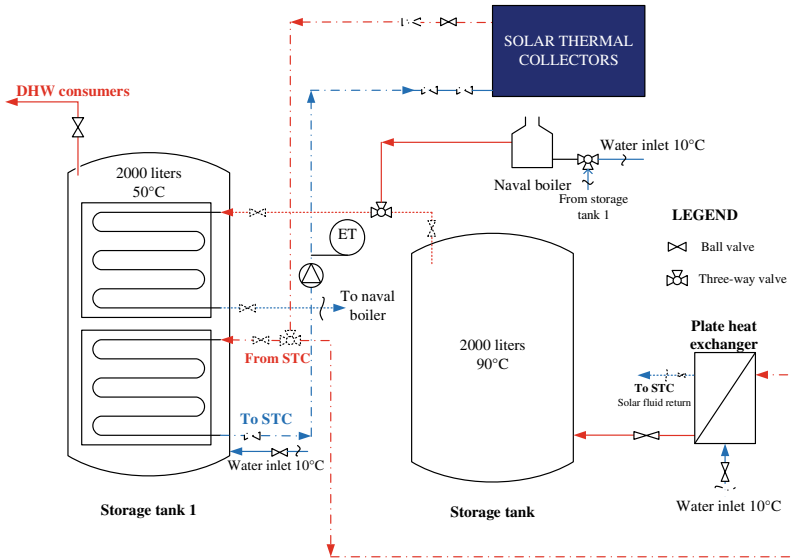 SOLAR THERMAL
COLLECTORS
DHW consumers
Water inlet 10°C
Naval boiler
From storage
tank 1
2000 liters
50°C
ET
LEGEND
Ball valve
Three-way valve
To naval
boiler
From STC
2000 liters
90°C
Plate heat
exchanger
To STC
Solar fluid return
To STC
Water inlet 10°C
Water inlet 10°C
Storage tank 1
Storage tank